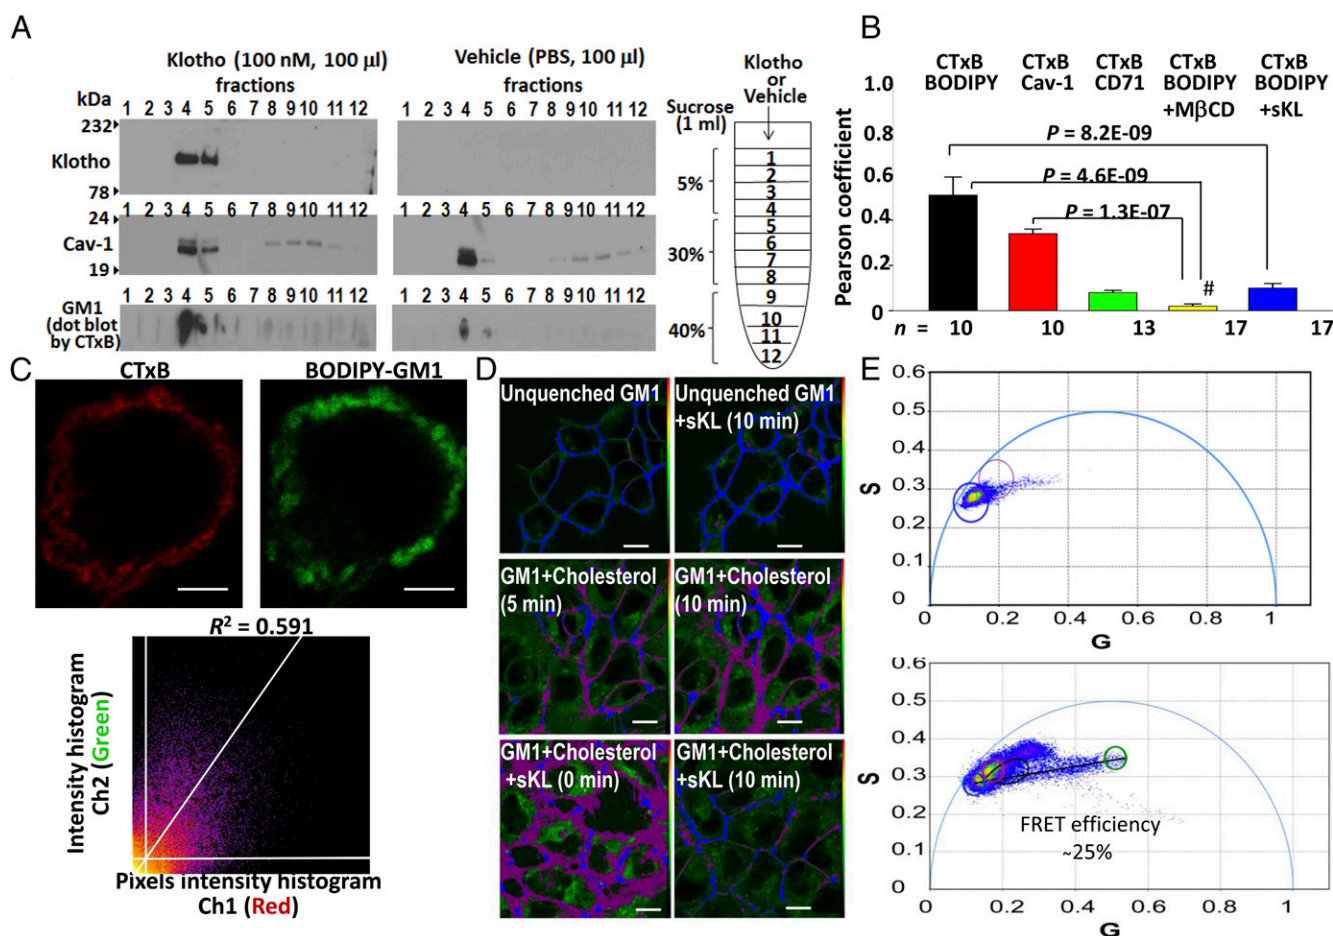 A
Klotho (100 nM, 100 µl)
fractions
Vehicle (PBS, 100 µl)
fractions
kDa
1 2 3 4 5 6 7 8 9 10 11 12
1 2 3 4 5 6 7 8 9 10 11 12
232
Klotho
78
1 2 3 4 5 6 7 8 9 10 11 12
1 2 3 4 5 6 7 8 9 10 11 12
24
Cav-1
19
1 2 3 4 5 6 7 8 9 10 11 12
1 2 3 4 5 6 7 8 9 10 11 12
GM1
(dot blot
by CTxB)
Klotho
or
Vehicle
Sucrose
(1 ml)
5%
30%
40%
1
2
3
4
5
6
7
8
9
10
11
12
B
CTxB
BODIPY
CTxB
Cav-1
CTxB
CD71
CTxB
BODIPY
+MβCD
CTxB
BODIPY
+sKL
Pearson coefficient
1.0
0.8
0.6
0.4
0.2
0
P = 8.2E-09
P = 4.6E-09
P = 1.3E-07
#
n = 10 10 13 17 17
C
CTxB
BODIPY-GM1
R² = 0.591
Intensity histogram
Ch2 (Green)
Pixels intensity histogram
Ch1 (Red)
D
Unquenched GM1
Unquenched GM1
+sKL (10 min)
GM1+Cholesterol
(5 min)
GM1+Cholesterol
(10 min)
GM1+Cholesterol
+sKL (0 min)
GM1+Cholesterol
+sKL (10 min)
E
0.6
0.5
0.4
0.3
0.2
0.1
0
S
0 0.2 0.4 0.6 0.8 1
G
0.6
0.5
0.4
0.3
0.2
0.1
0
S
FRET efficiency
~25%
0 0.2 0.4 0.6 0.8 1
G